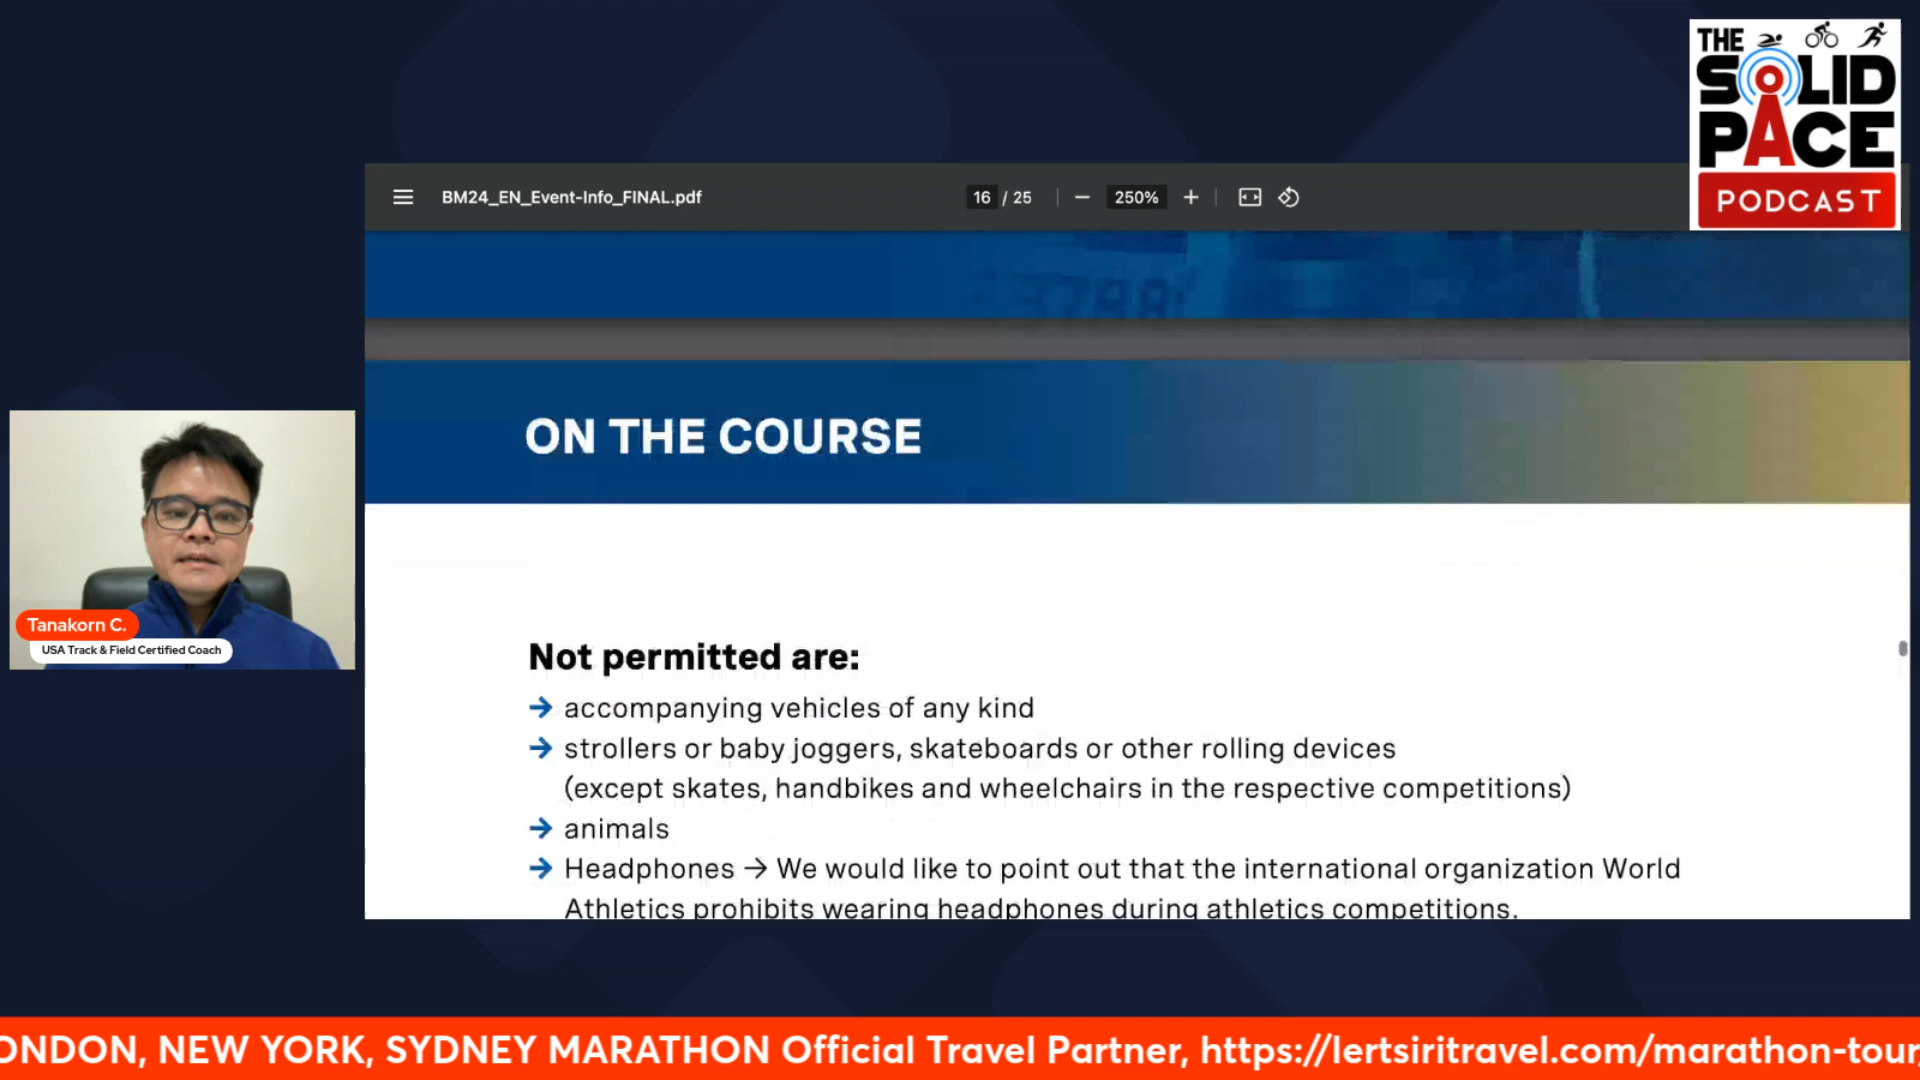 THE
SOLID
PACE
PODCAST
BM24_EN_Event-Info_FINAL.pdf
16 / 25
250%
ON THE COURSE
Not permitted are:
→ accompanying vehicles of any kind
→ strollers or baby joggers, skateboards or other rolling devices
(except skates, handbikes and wheelchairs in the respective competitions)
→ animals
→ Headphones → We would like to point out that the international organization World
Athletics prohibits wearing headphones during athletics competitions.
Tanakorn C.
USA Track & Field Certified Coach
ONDON, NEW YORK, SYDNEY MARATHON Official Travel Partner, https://lertsiritravel.com/marathon-tour